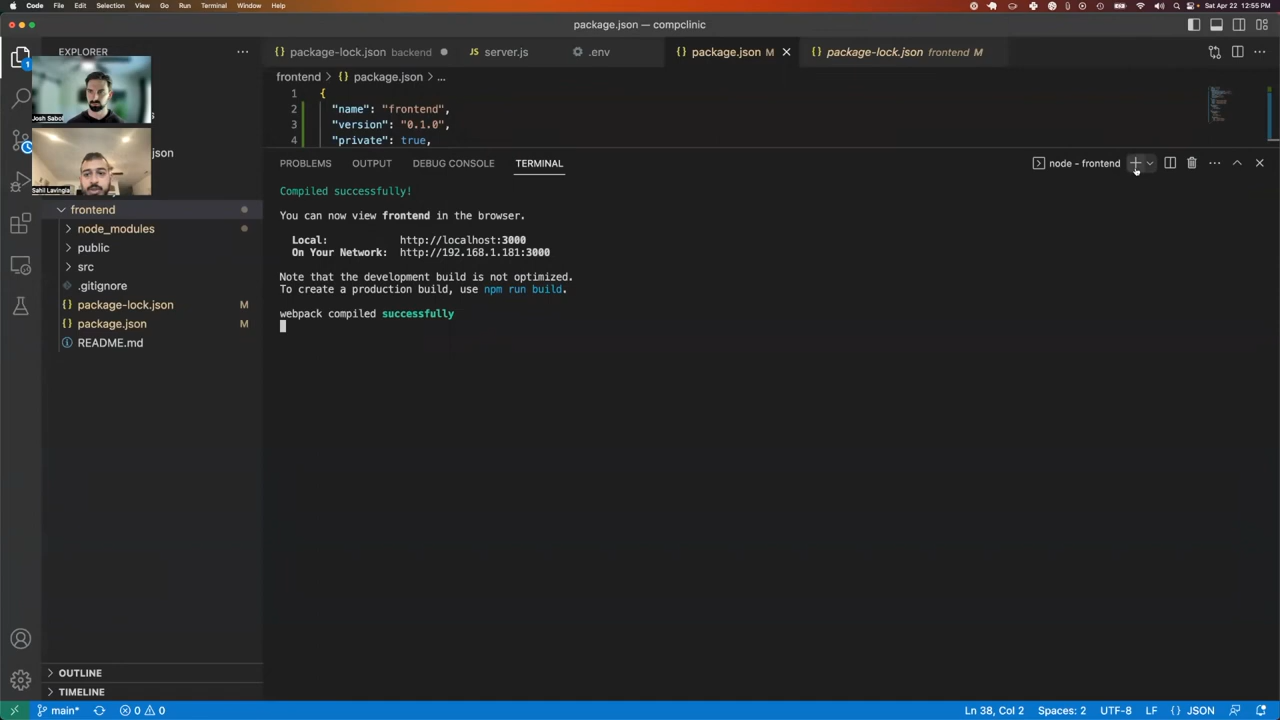 Code File Edit Selection View Go Run Terminal Window Help Sat Apr 22 12:55 PM
package.json — compclinic
EXPLORER
package-lock.json backend server.js .env package.json M package-lock.json frontend M
frontend > package.json > ...
1 {
2 "name": "frontend",
3 "version": "0.1.0",
4 "private": true,
Josh Sabol
json
Sahil Lavingia
PROBLEMS OUTPUT DEBUG CONSOLE TERMINAL node - frontend
frontend
node_modules
public
src
.gitignore
package-lock.json M
package.json M
README.md
Compiled successfully!
You can now view frontend in the browser.
Local: http://localhost:3000
On Your Network: http://192.168.1.181:3000
Note that the development build is not optimized.
To create a production build, use npm run build.
webpack compiled successfully
OUTLINE
TIMELINE
main* 0 0 Ln 38, Col 2 Spaces: 2 UTF-8 LF {} JSON